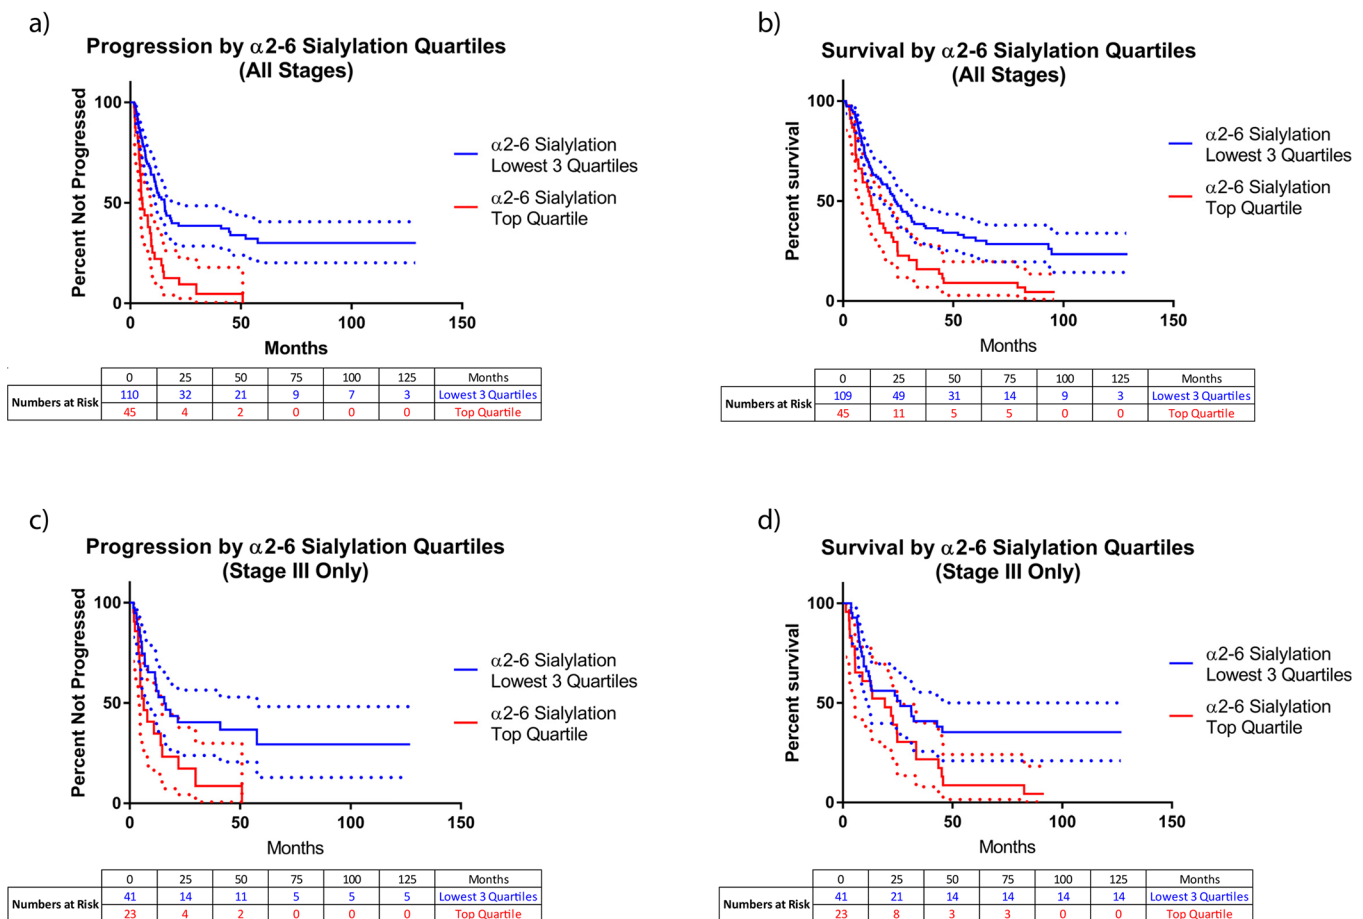 a)
Progression by α2-6 Sialylation Quartiles
(All Stages)
Percent Not Progressed
100
50
0
0 50 100 150
Months
α2-6 Sialylation
Lowest 3 Quartiles
α2-6 Sialylation
Top Quartile
0 25 50 75 100 125 Months
Numbers at Risk
110 32 21 9 7 3 Lowest 3 Quartiles
45 4 2 0 0 0 Top Quartile
b)
Survival by α2-6 Sialylation Quartiles
(All Stages)
Percent survival
100
50
0
0 50 100 150
Months
α2-6 Sialylation
Lowest 3 Quartiles
α2-6 Sialylation
Top Quartile
0 25 50 75 100 125 Months
Numbers at Risk
109 49 31 14 9 3 Lowest 3 Quartiles
45 11 5 5 0 0 Top Quartile
c)
Progression by α2-6 Sialylation Quartiles
(Stage III Only)
Percent Not Progressed
100
50
0
0 50 100 150
Months
α2-6 Sialylation
Lowest 3 Quartiles
α2-6 Sialylation
Top Quartile
0 25 50 75 100 125 Months
Numbers at Risk
41 14 11 5 5 5 Lowest 3 Quartiles
23 4 2 0 0 0 Top Quartile
d)
Survival by α2-6 Sialylation Quartiles
(Stage III Only)
Percent survival
100
50
0
0 50 100 150
Months
α2-6 Sialylation
Lowest 3 Quartiles
α2-6 Sialylation
Top Quartile
0 25 50 75 100 125 Months
Numbers at Risk
41 21 14 14 14 14 Lowest 3 Quartiles
23 8 3 3 0 0 Top Quartile